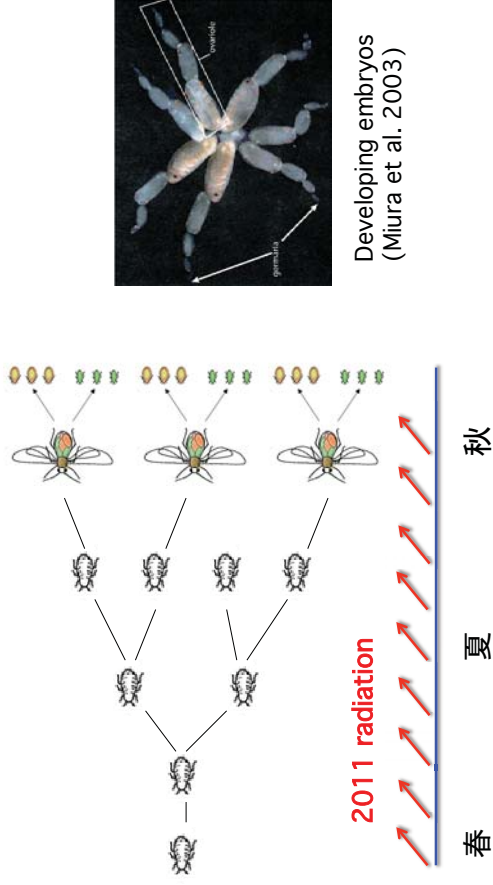 ovariole
germaria
Developing embryos
(Miura et al. 2003)
2011 radiation
春
夏
秋